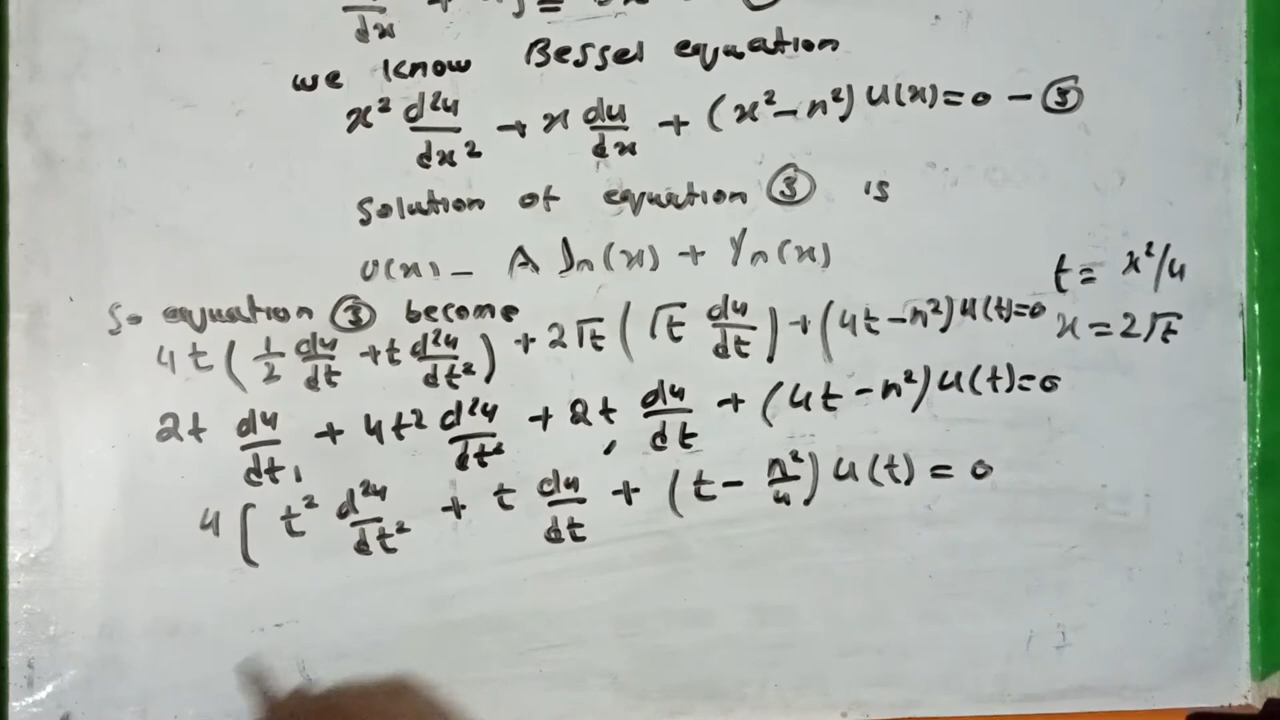 dx
we know Bessel equation
x² d²u/dx² + x du/dx + (x² - n²) u(x) = 0 - ③
Solution of equation ③ is
u(x) - A Jn(x) + Yn(x)
t = x²/4
x = 2√t
So equation ③ become
4t (1/2 du/dt + t d²u/dt²) + 2√t (√t du/dt) + (4t - n²) u(t) = 0
2t du/dt + 4t² d²u/dt² + 2t du/dt + (4t - n²) u(t) = 0
4 [ t² d²u/dt² + t du/dt + (t - n²/4) u(t) = 0